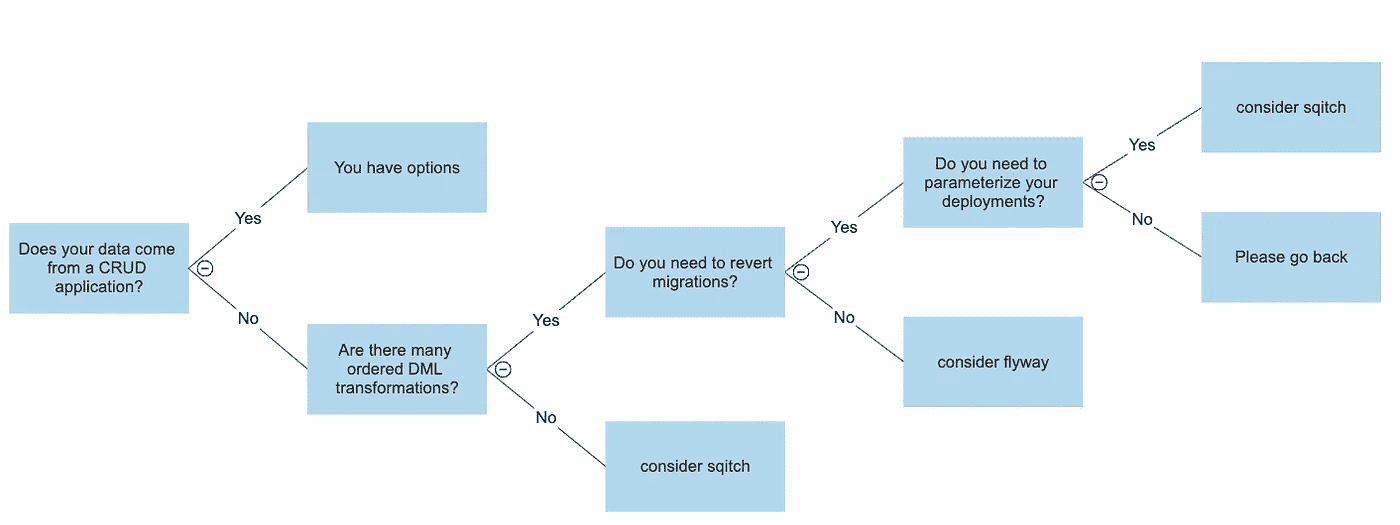 Does your data come
from a CRUD
application?
Yes
You have options
No
Are there many
ordered DML
transformations?
Yes
Do you need to revert
migrations?
Yes
Do you need to
parameterize your
deployments?
Yes
consider sqitch
No
Please go back
No
consider flyway
No
consider sqitch